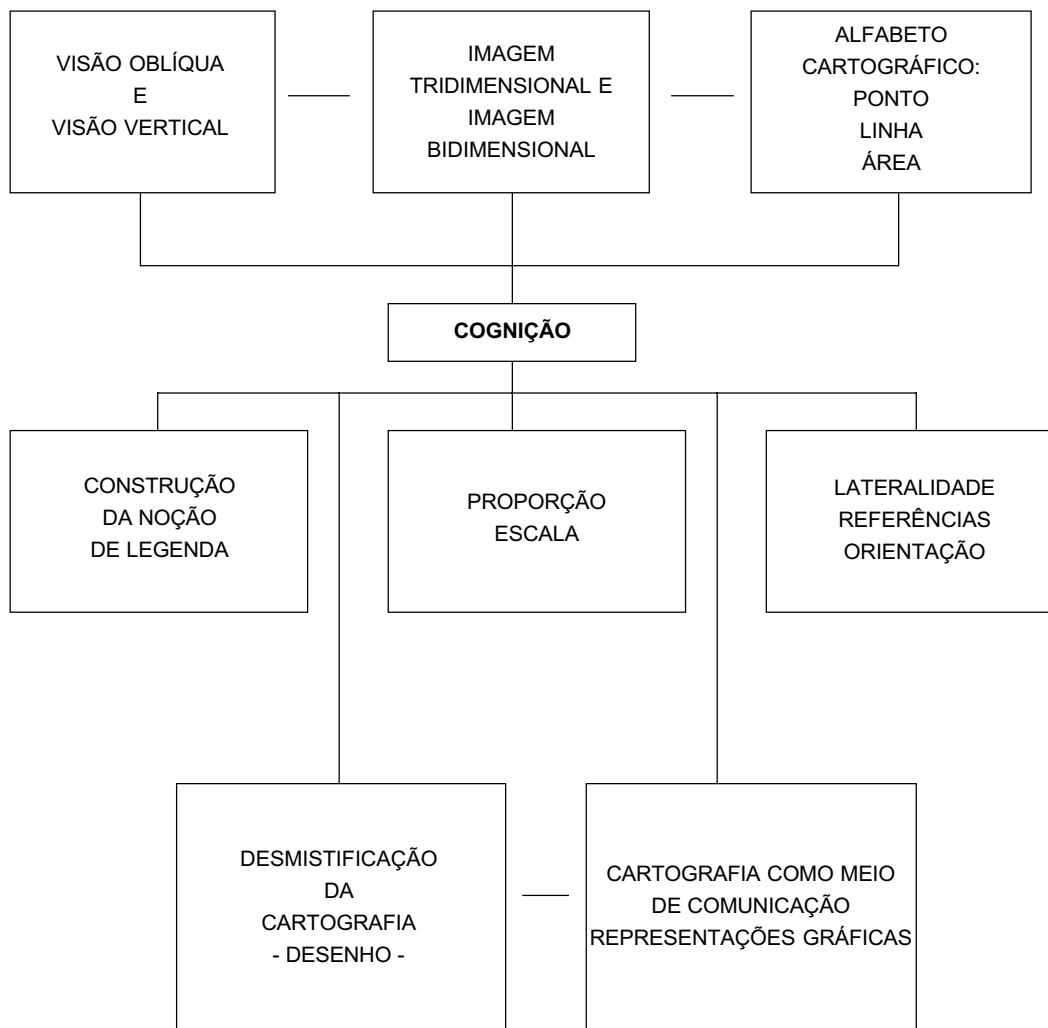 VISÃO OBLÍQUA
E
VISÃO VERTICAL
IMAGEM
TRIDIMENSIONAL E
IMAGEM
BIDIMENSIONAL
ALFABETO
CARTOGRÁFICO:
PONTO
LINHA
ÁREA
COGNIÇÃO
CONSTRUÇÃO
DA NOÇÃO
DE LEGENDA
PROPORÇÃO
ESCALA
LATERALIDADE
REFERÊNCIAS
ORIENTAÇÃO
DESMISTIFICAÇÃO
DA
CARTOGRAFIA
- DESENHO -
CARTOGRAFIA COMO MEIO
DE COMUNICAÇÃO
REPRESENTAÇÕES GRÁFICAS